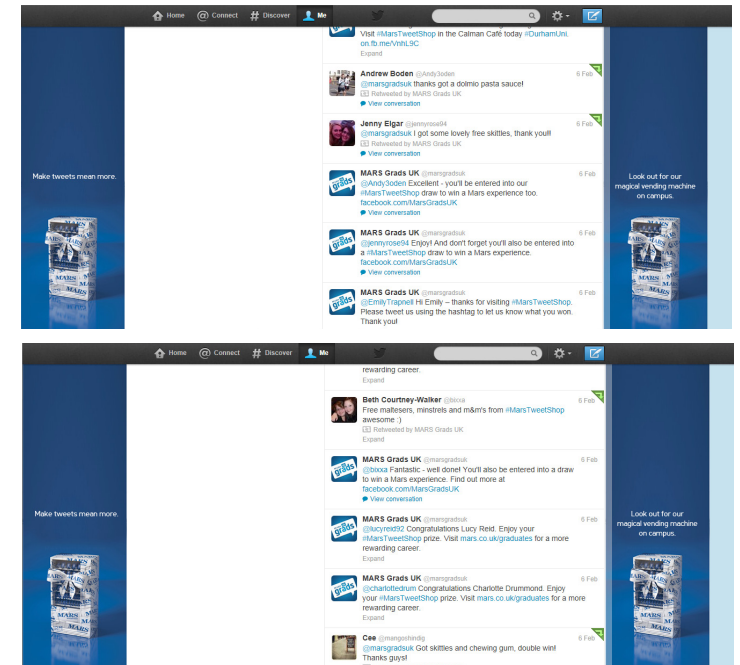 Home Connect Discover Me
Visit #MarsTweetShop in the Calman Café today #DurhamUni.
on.fb.me/VnhL9C
Expand
Andrew Boden @Andy3oden 6 Feb
@marsgradsuk thanks got a dolmio pasta sauce!
Retweeted by MARS Grads UK
View conversation
Jenny Elgar @jennyrose94 6 Feb
@marsgradsuk I got some lovely free skittles, thank you!!
Retweeted by MARS Grads UK
View conversation
MARS Grads UK @marsgradsuk 6 Feb
@Andy3oden Excellent - you'll be entered into our
#MarsTweetShop draw to win a Mars experience too.
facebook.com/MarsGradsUK
View conversation
MARS Grads UK @marsgradsuk 6 Feb
@jennyrose94 Enjoy! And don't forget you'll also be entered into
a #MarsTweetShop draw to win a Mars experience.
facebook.com/MarsGradsUK
View conversation
MARS Grads UK @marsgradsuk 6 Feb
@EmilyTrapnell Hi Emily – thanks for visiting #MarsTweetShop.
Please tweet us using the hashtag to let us know what you won.
Thank you!
Make tweets mean more.
Look out for our
magical vending machine
on campus.
grads
MARS
Home Connect Discover Me
rewarding career.
Expand
Beth Courtney-Walker @bixxa 6 Feb
Free maltesers, minstrels and m&m's from #MarsTweetShop
awesome :)
Retweeted by MARS Grads UK
Expand
MARS Grads UK @marsgradsuk 6 Feb
@bixxa Fantastic - well done! You'll also be entered into a draw
to win a Mars experience. Find out more at
facebook.com/MarsGradsUK
View conversation
MARS Grads UK @marsgradsuk 6 Feb
@lucyreid92 Congratulations Lucy Reid. Enjoy your
#MarsTweetShop prize. Visit mars.co.uk/graduates for a more
rewarding career.
Expand
MARS Grads UK @marsgradsuk 6 Feb
@charlottedrum Congratulations Charlotte Drummond. Enjoy
your #MarsTweetShop prize. Visit mars.co.uk/graduates for a more
rewarding career.
Expand
Cee @mangoshindig 6 Feb
@marsgradsuk Got skittles and chewing gum, double win!
Thanks guys!
Make tweets mean more.
Look out for our
magical vending machine
on campus.
grads
MARS